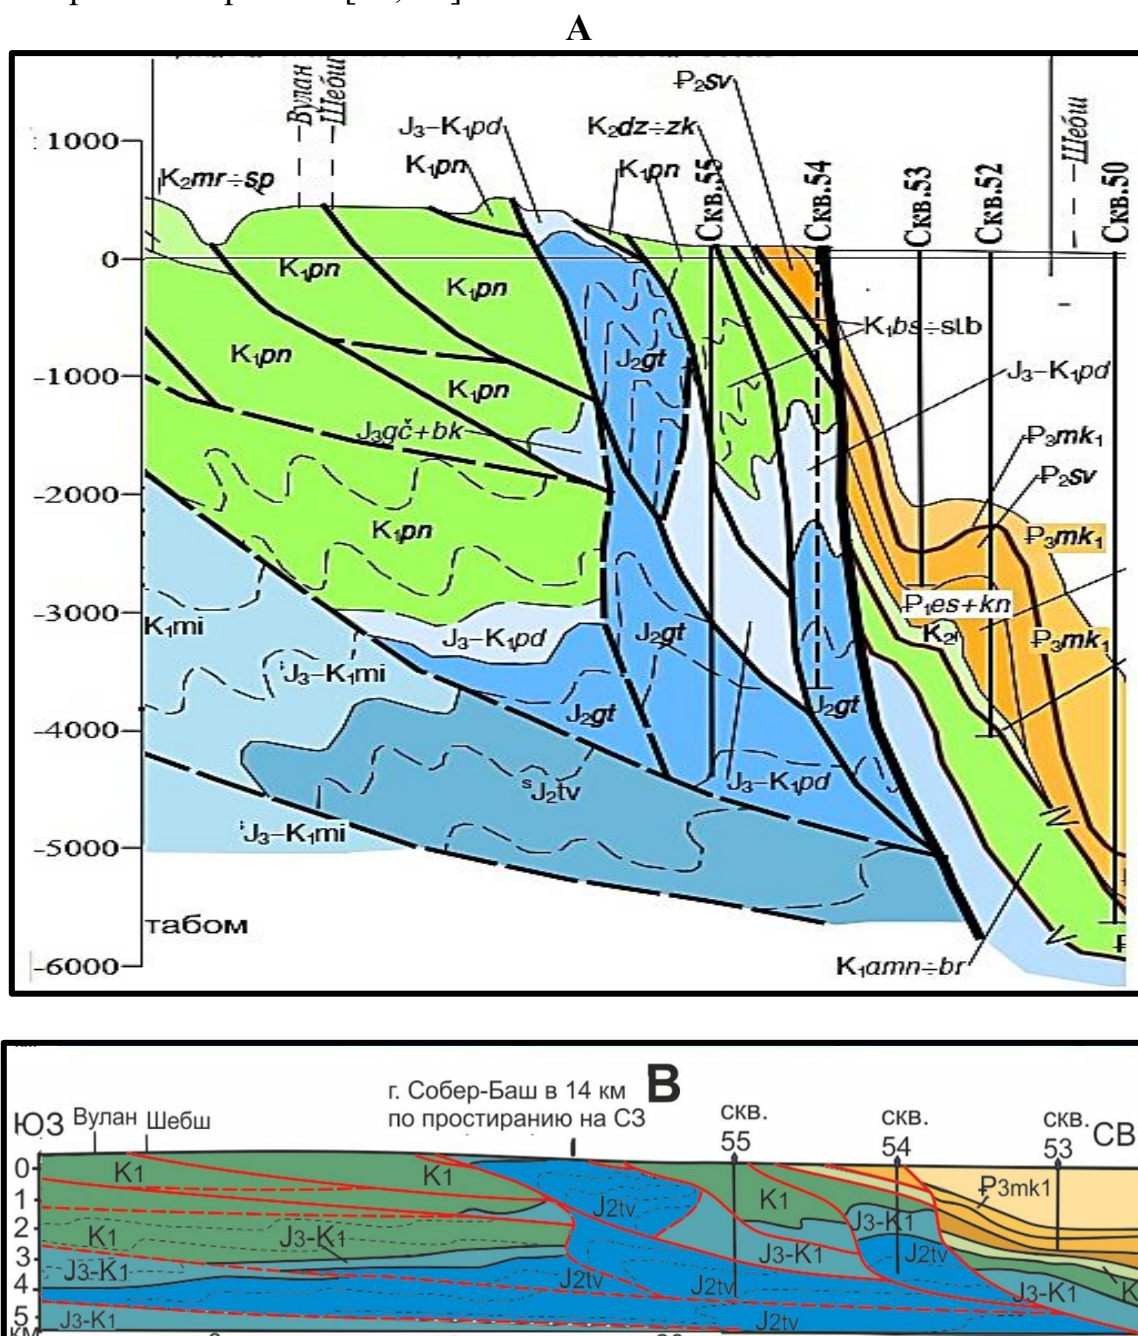 А
Вулан
Шебш
P₂sv
1000
J₃–K₁pd
K₂dz÷zk
Шебш
K₂mr÷sp
K₁pn
K₁pn
Скв.55
Скв.54
Скв.53
Скв.52
Скв.50
0
K₁pn
K₁pn
K₁bs÷stb
K₁pn
J₂gt
-1000
K₁pn
J₃–K₁pd
J₃gč+bk
P₃mk₁
P₂sv
-2000
K₁pn
P₃mk₁
-3000
K₁mi
J₃–K₁pd
J₂gt
P₁es+kn
K₂
P₃mk₁
J₃–K₁mi
J₂gt
J₂gt
-4000
J₃–K₁pd
J
ˢJ₂tv
J₃–K₁mi
-5000
табом
-6000
K₁amn÷br
В
г. Собер-Баш в 14 км
по простиранию на СЗ
ЮЗ Вулан Шебш
скв. 55
скв. 54
скв. 53
СВ
0
K1
K1
J2tv
K1
P3mk1
1
J3-K1
2
K1
J3-K1
J3-K1
J2tv
3
J3-K1
J2tv
J2tv
J3-K1
K
4
5
J3-K1
J2tv
км